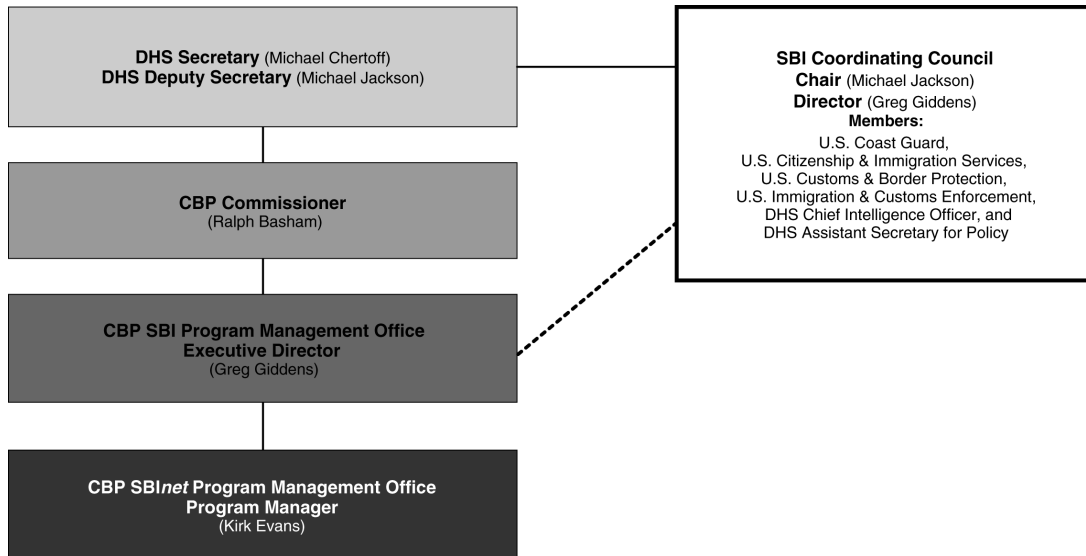 DHS Secretary (Michael Chertoff)
DHS Deputy Secretary (Michael Jackson)
CBP Commissioner
(Ralph Basham)
CBP SBI Program Management Office
Executive Director
(Greg Giddens)
CBP SBInet Program Management Office
Program Manager
(Kirk Evans)
SBI Coordinating Council
Chair (Michael Jackson)
Director (Greg Giddens)
Members:
U.S. Coast Guard,
U.S. Citizenship & Immigration Services,
U.S. Customs & Border Protection,
U.S. Immigration & Customs Enforcement,
DHS Chief Intelligence Officer, and
DHS Assistant Secretary for Policy